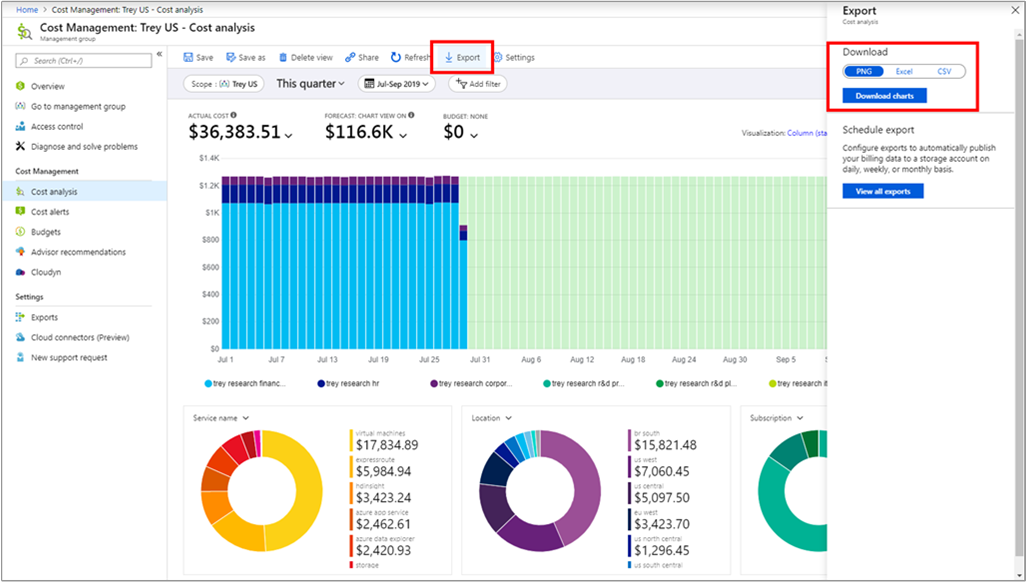 Home > Cost Management: Trey US - Cost analysis
Cost Management: Trey US - Cost analysis
Management group
Search (Ctrl+/)
«
Overview
Go to management group
Access control
Diagnose and solve problems
Cost Management
Cost analysis
Cost alerts
Budgets
Advisor recommendations
Cloudyn
Settings
Exports
Cloud connectors (Preview)
New support request
Save
Save as
Delete view
Share
Refresh
Export
Settings
Scope : Trey US
This quarter
Jul-Sep 2019
Add filter
ACTUAL COST
$36,383.51
FORECAST: CHART VIEW ON
$116.6K
BUDGET: NONE
$0
Visualization: Column (sta
$1.4K
$1.2K
$1K
$800
$600
$400
$200
$0
Jul 1
Jul 7
Jul 13
Jul 19
Jul 25
Jul 31
Aug 6
Aug 12
Aug 18
Aug 24
Aug 30
Sep 5
trey research financ...
trey research hr
trey research corpor...
trey research r&d pr...
trey research r&d pl...
trey research it
Service name
virtual machines
$17,834.89
expressroute
$5,984.94
hdinsight
$3,423.24
azure app service
$2,462.61
azure data explorer
$2,420.93
storage
Location
br south
$15,821.48
us west
$7,060.45
us central
$5,097.50
eu west
$3,423.70
us north central
$1,296.45
us south central
Subscription
Export
Cost analysis
Download
PNG
Excel
CSV
Download charts
Schedule export
Configure exports to automatically publish
your billing data to a storage account on
daily, weekly, or monthly basis.
View all exports